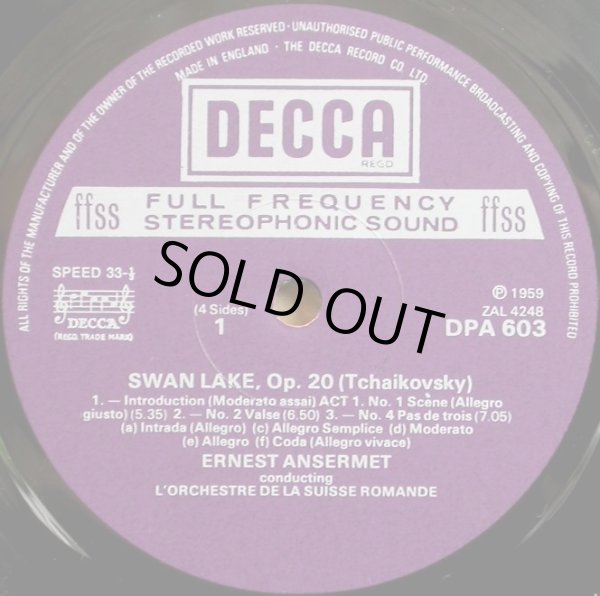 ALL RIGHTS OF THE MANUFACTURER AND OF THE OWNER OF THE RECORDED WORK RESERVED · UNAUTHORISED PUBLIC PERFORMANCE BROADCASTING AND COPYING OF THIS RECORD PROHIBITED
MADE IN ENGLAND · THE DECCA RECORD CO. LTD.
DECCA
REGD
ffss FULL FREQUENCY STEREOPHONIC SOUND ffss
SPEED 33-⅓
DECCA
(REGD. TRADE MARK)
(4 Sides)
1
SOLD OUT
℗ 1959
ZAL 4248
DPA 603
SWAN LAKE, Op. 20 (Tchaikovsky)
1. — Introduction (Moderato assai) ACT 1. No. 1 Scène (Allegro
giusto) (5.35) 2. — No. 2 Valse (6.50) 3. — No. 4 Pas de trois (7.05)
(a) Intrada (Allegro) (c) Allegro Semplice (d) Moderato
(e) Allegro (f) Coda (Allegro vivace)
ERNEST ANSERMET
conducting
L'ORCHESTRE DE LA SUISSE ROMANDE